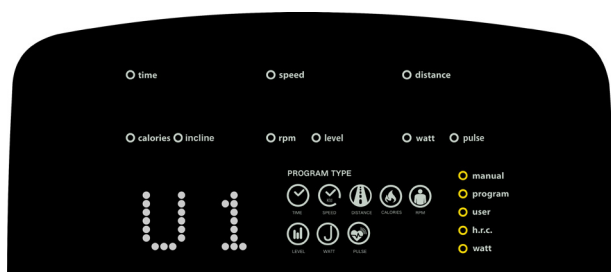 time speed distance
calories incline rpm level watt pulse
PROGRAM TYPE
manual
program
user
h.r.c.
watt
TIME SPEED DISTANCE CALORIES RPM
LEVEL WATT PULSE
U1